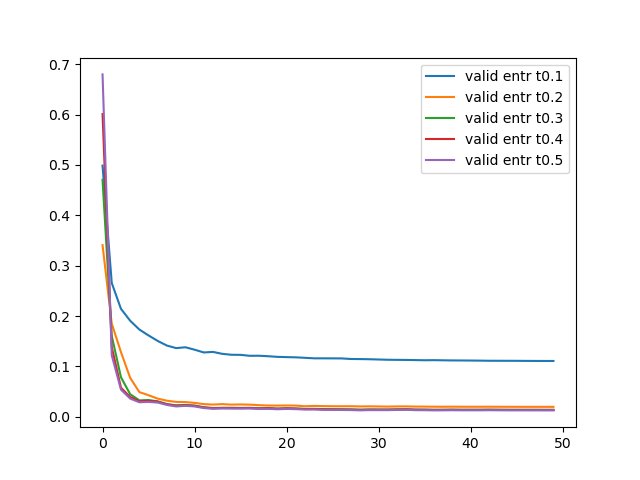 0.7
0.6
0.5
0.4
0.3
0.2
0.1
0.0
0 10 20 30 40 50
valid entr t0.1
valid entr t0.2
valid entr t0.3
valid entr t0.4
valid entr t0.5